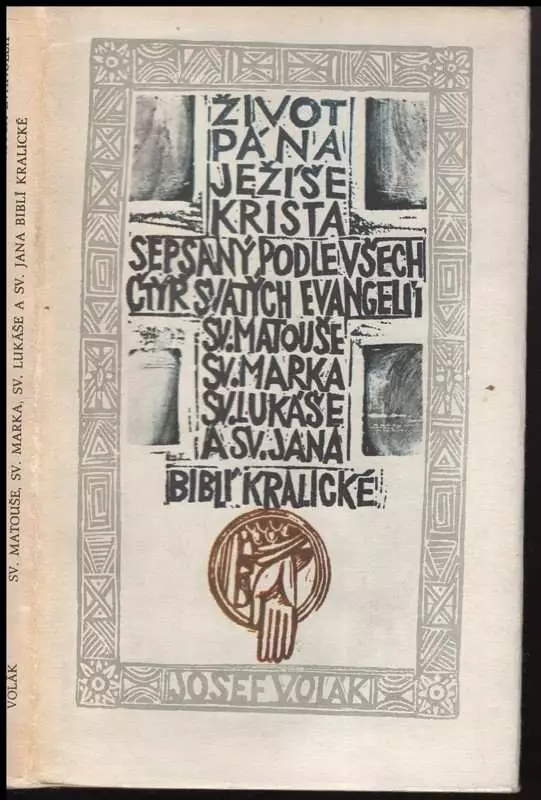 ŽIVOT
PÁNA
JEŽÍŠE
KRISTA
SEPSANÝ PODLE VŠECH
ČTYŘ SVATÝCH EVANGELIÍ
SV. MATOUŠE
SV. MARKA
SV. LUKÁŠE
A SV. JANA
BIBLÍ KRALICKÉ
JOSEF VOLÁK
VOLÁK
SV. MATOUŠE, SV. MARKA, SV. LUKÁŠE A SV. JANA BIBLÍ KRALICKÉ